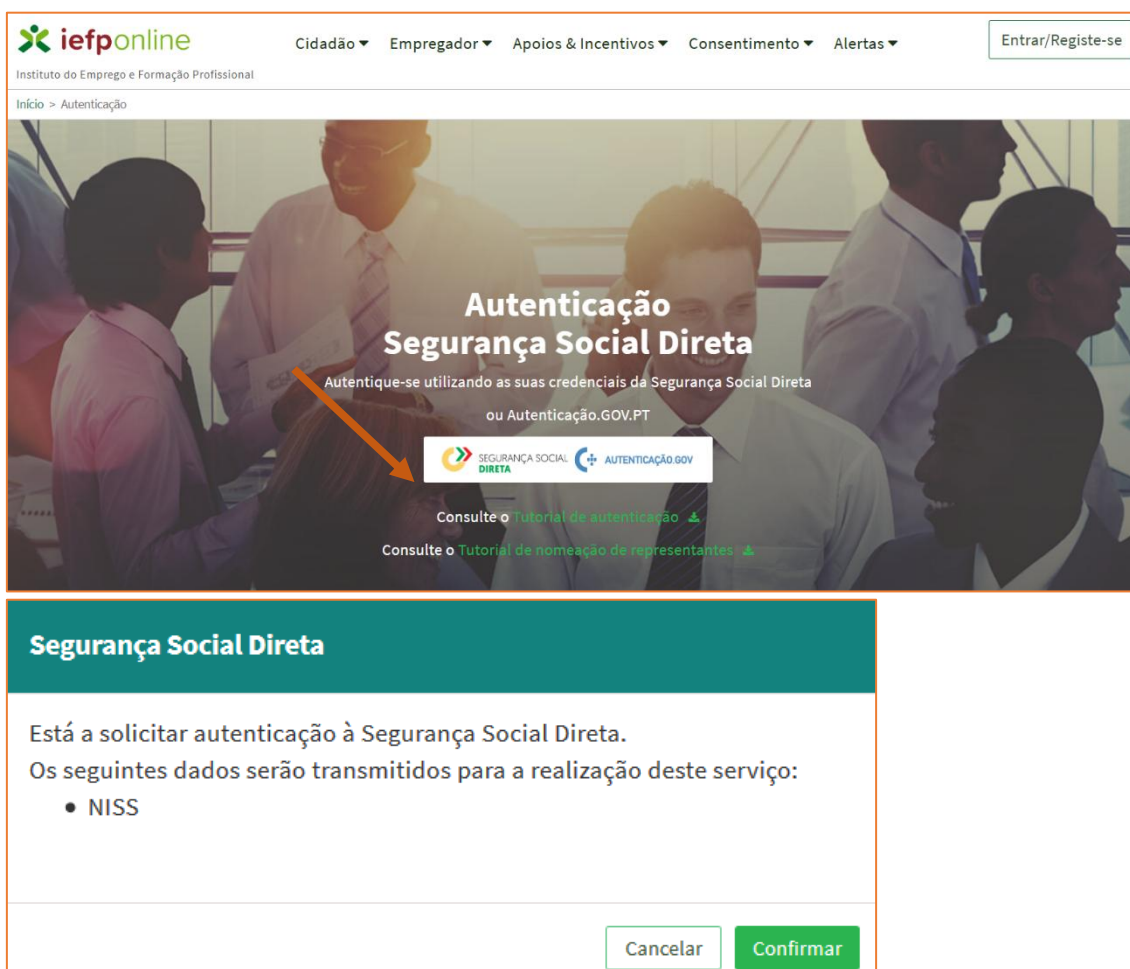 iefponline
Instituto do Emprego e Formação Profissional
Cidadão Empregador Apoios & Incentivos Consentimento Alertas
Entrar/Registe-se
Início > Autenticação
Autenticação
Segurança Social Direta
Autentique-se utilizando as suas credenciais da Segurança Social Direta
ou Autenticação.GOV.PT
SEGURANÇA SOCIAL
DIRETA
AUTENTICAÇÃO.GOV
Consulte o Tutorial de autenticação
Consulte o Tutorial de nomeação de representantes
Segurança Social Direta
Está a solicitar autenticação à Segurança Social Direta.
Os seguintes dados serão transmitidos para a realização deste serviço:
• NISS
Cancelar Confirmar